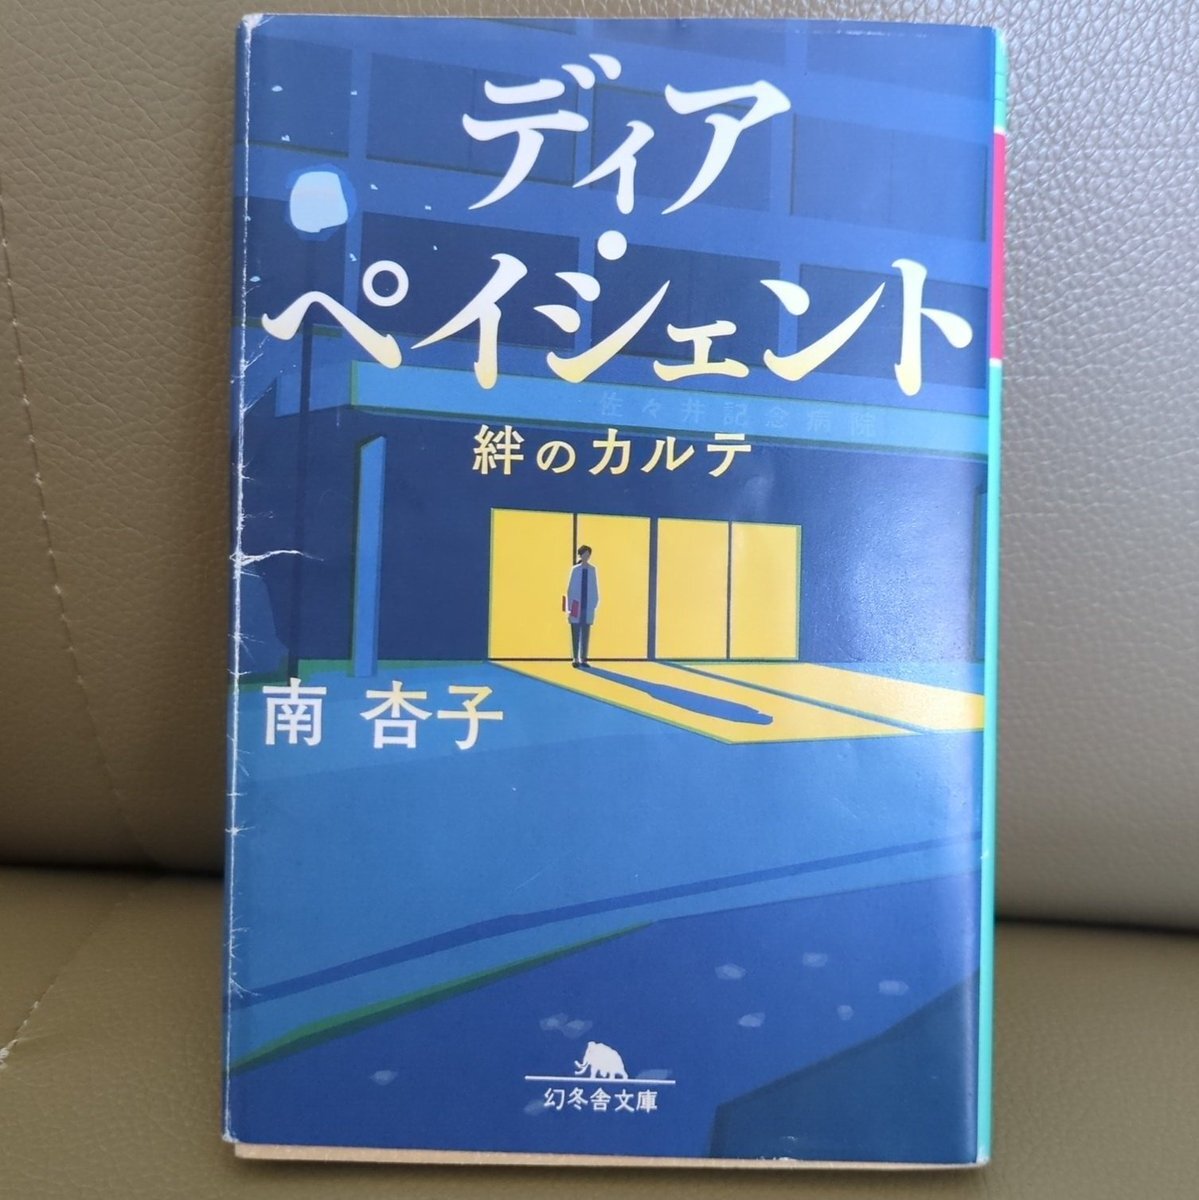 ディア・
ペイシェント
佐々井記念病院
絆のカルテ
南 杏子
幻冬舎文庫